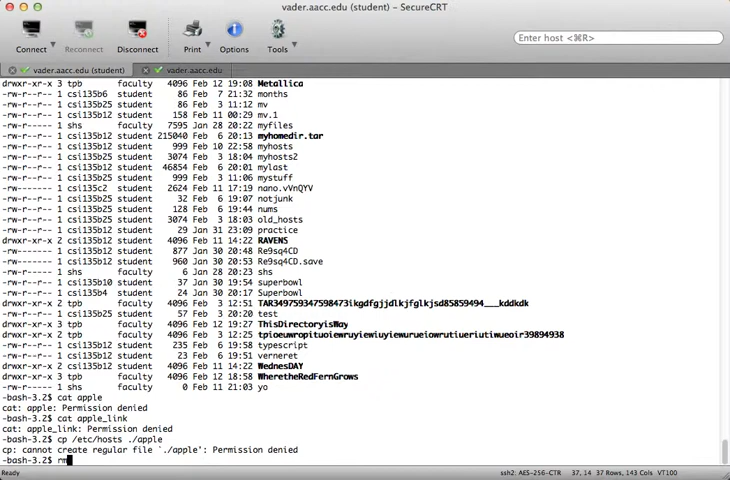 vader.aacc.edu (student) – SecureCRT
Connect Reconnect Disconnect Print Options Tools Enter host <⌘R>
vader.aacc.edu (student) vader.aacc.edu
drwxr-xr-x 3 tpb faculty 4096 Feb 12 19:08 Metallica
-rw-r--r-- 1 csi135b6 student 86 Feb 7 21:32 months
-rw-r--r-- 1 csi135b25 student 86 Feb 3 11:12 mv
-rw-r--r-- 1 csi135b12 student 158 Feb 11 00:29 mv.1
-rw-r--r-- 1 shs faculty 7595 Jan 28 20:22 myfiles
-rw-r--r-- 1 csi135b12 student 215040 Feb 6 20:13 myhomedir.tar
-rw-r--r-- 1 csi135b12 student 999 Feb 10 22:58 myhosts
-rw-r--r-- 1 csi135b25 student 3074 Feb 3 18:04 myhosts2
-rw-r--r-- 1 csi135b12 student 46854 Feb 6 20:01 mylast
-rw-r--r-- 1 csi135b25 student 999 Feb 3 11:06 mystuff
-rw------- 1 csi135c2 student 2624 Feb 11 17:19 nano.vVnQYV
-rw-r--r-- 1 csi135b25 student 32 Feb 6 19:07 notjunk
-rw-r--r-- 1 csi135b25 student 128 Feb 6 19:44 nums
-rw-r--r-- 1 csi135b25 student 3074 Feb 3 18:03 old_hosts
-rw-r--r-- 1 csi135b12 student 29 Jan 31 23:09 practice
drwxr-xr-x 2 csi135b12 student 4096 Feb 11 14:22 RAVENS
-rw------- 1 csi135b12 student 877 Jan 30 20:48 Re9sq4CD
-rw------- 1 csi135b12 student 960 Jan 30 20:53 Re9sq4CD.save
-rw-r--r-- 1 shs faculty 6 Jan 28 20:23 shs
-rw-r--r-- 1 csi135b10 student 37 Jan 30 19:54 superbowl
-rw-r--r-- 1 csi135b4 student 24 Jan 30 20:17 Superbowl
drwxr-xr-x 2 tpb faculty 4096 Feb 3 12:51 TAR349759347598473ikgdfgjjdlkjfglkjsd85859494___kddkdk
-rw-r--r-- 1 csi135b25 student 57 Feb 3 20:20 test
drwxr-xr-x 3 tpb faculty 4096 Feb 12 19:27 ThisDirectoryisWay
drwxr-xr-x 2 tpb faculty 4096 Feb 3 12:25 tpioeuwropituoiewruyiewiuyiewurueiowrutiueriutiwueoir39894938
-rw-r--r-- 1 csi135b12 student 235 Feb 6 19:58 typescript
-rw-r--r-- 1 csi135b12 student 23 Feb 6 19:51 verneret
drwxr-xr-x 2 csi135b12 student 4096 Feb 11 14:22 WednesDAY
drwxr-xr-x 3 tpb faculty 4096 Feb 12 18:58 WheretheRedFernGrows
-rw-r--r-- 1 shs faculty 0 Feb 11 21:03 yo
-bash-3.2$ cat apple
cat: apple: Permission denied
-bash-3.2$ cat apple_link
cat: apple_link: Permission denied
-bash-3.2$ cp /etc/hosts ./apple
cp: cannot create regular file `./apple': Permission denied
-bash-3.2$ rm
Ready ssh2: AES-256-CTR 37, 14 37 Rows, 143 Cols VT100